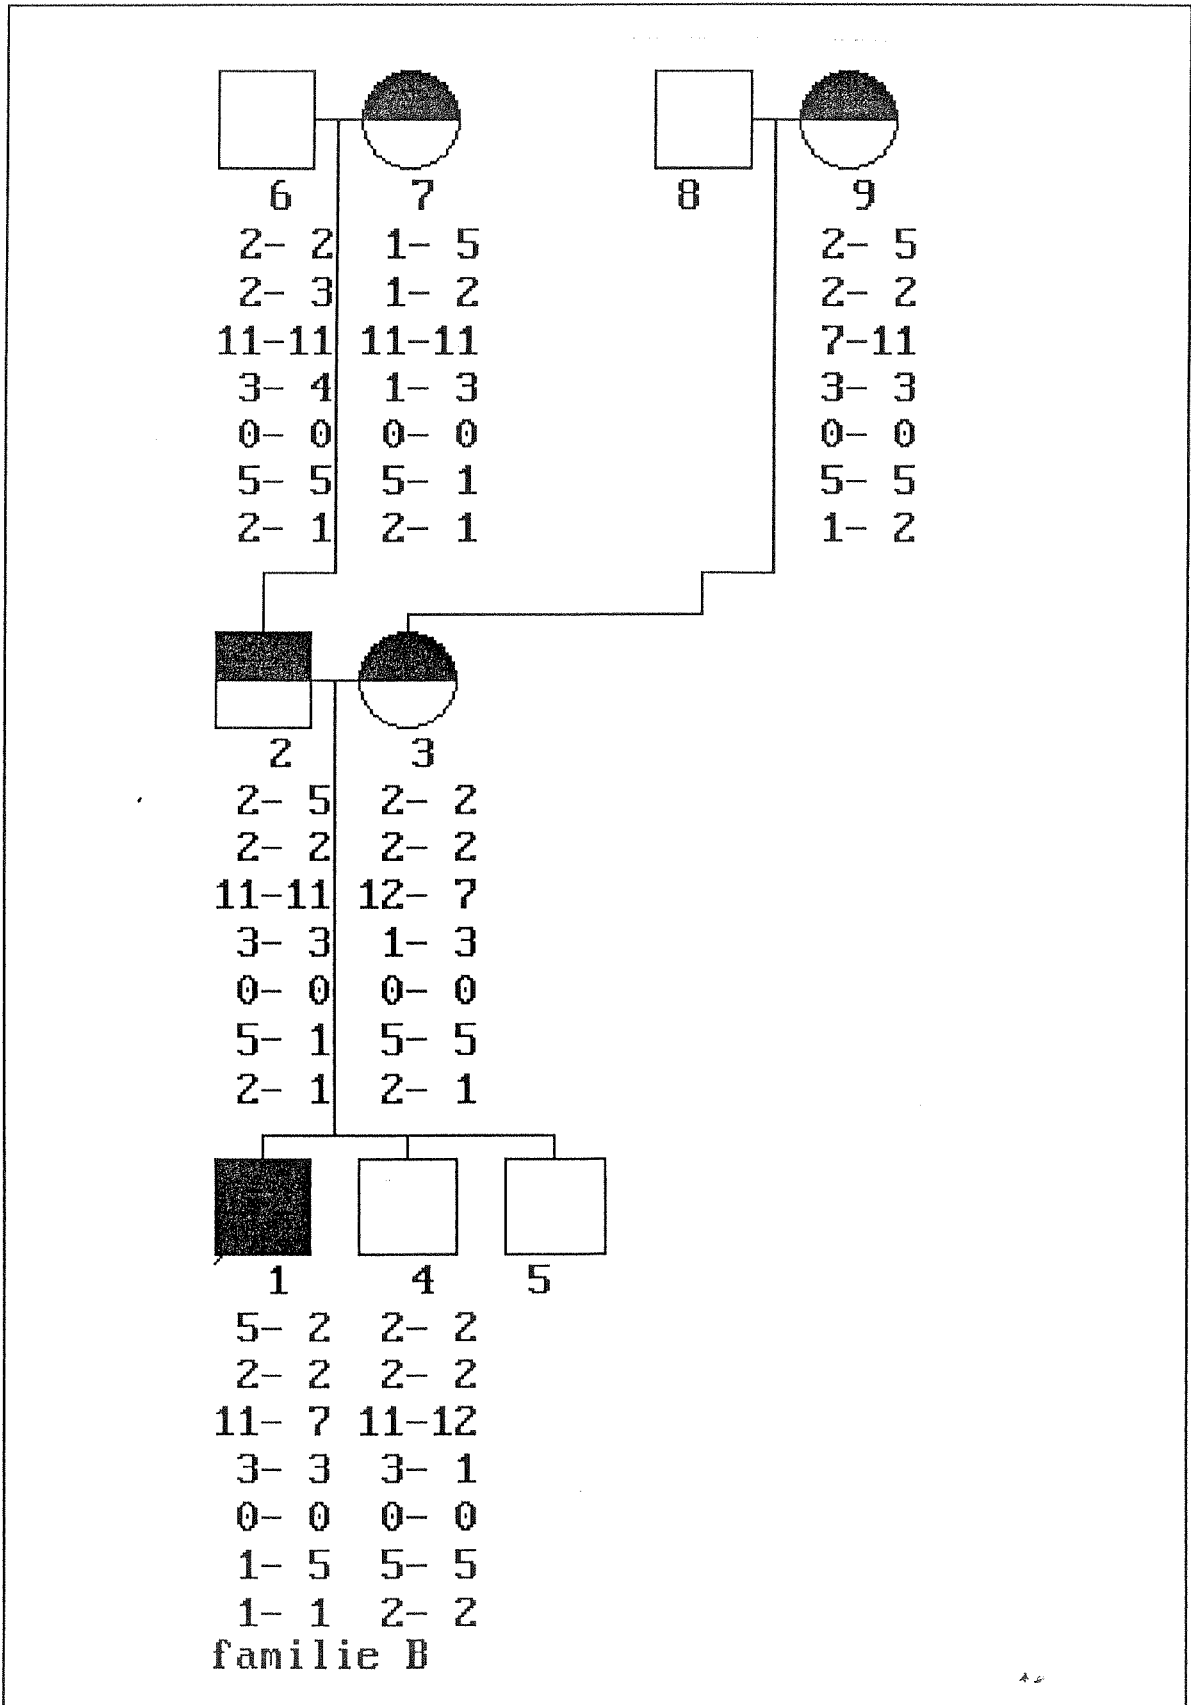 6 7 8 9
2- 2 1- 5 2- 5
2- 3 1- 2 2- 2
11-11 11-11 7-11
3- 4 1- 3 3- 3
0- 0 0- 0 0- 0
5- 5 5- 1 5- 5
2- 1 2- 1 1- 2
2 3
2- 5 2- 2
2- 2 2- 2
11-11 12- 7
3- 3 1- 3
0- 0 0- 0
5- 1 5- 5
2- 1 2- 1
1 4 5
5- 2 2- 2
2- 2 2- 2
11- 7 11-12
3- 3 3- 1
0- 0 0- 0
1- 5 5- 5
1- 1 2- 2
familie B